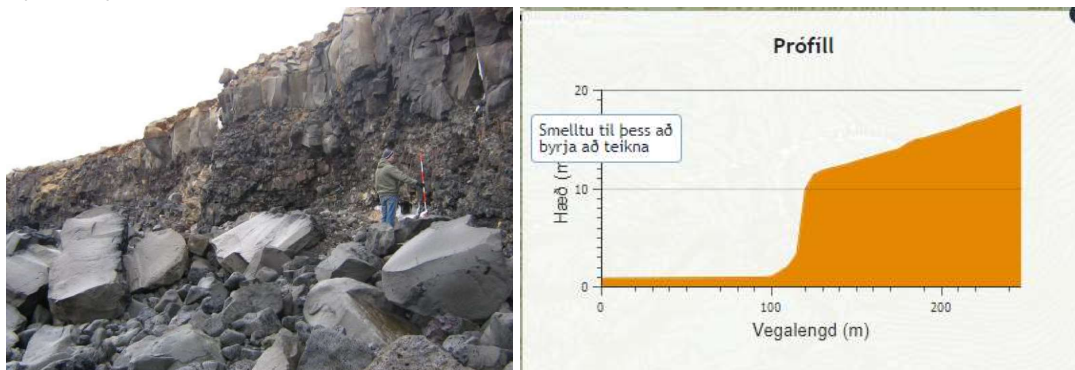 Prófíll
20
Smelltu til þess að
byrja að teikna
Hæð (m
10
0
0
100
200
Vegalengd (m)